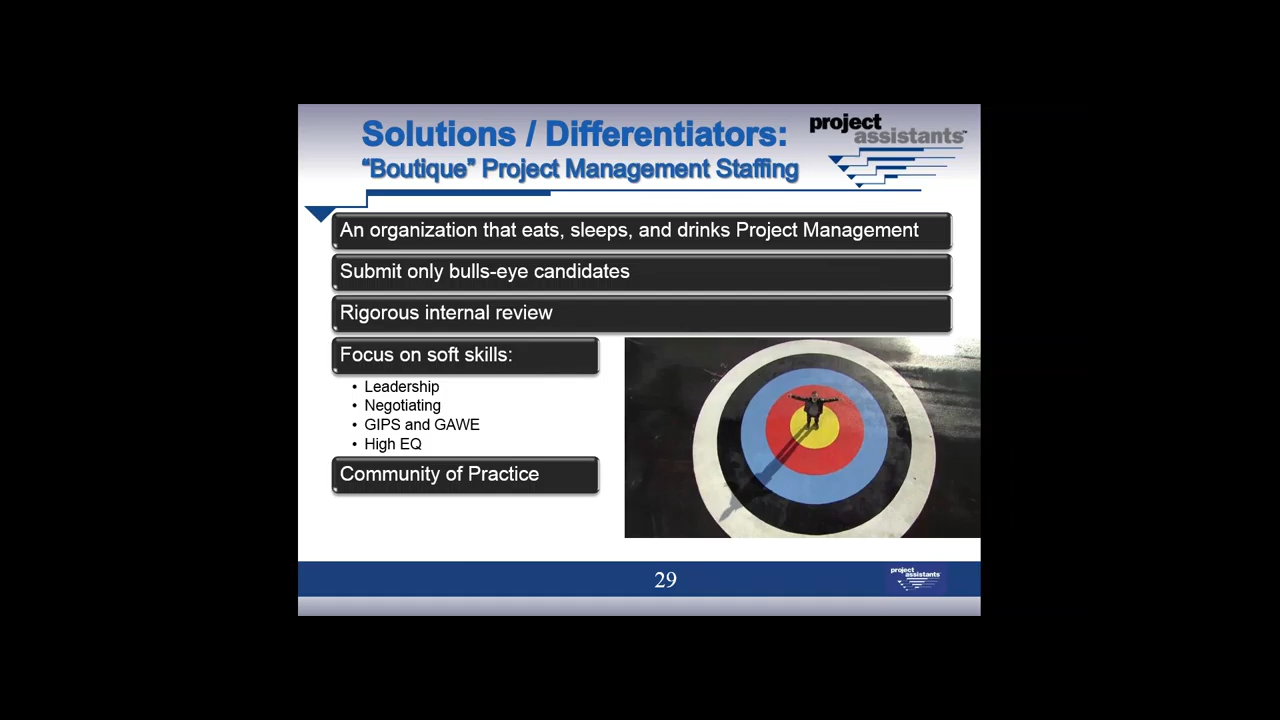 Solutions / Differentiators:
"Boutique" Project Management Staffing
project
assistants™
An organization that eats, sleeps, and drinks Project Management
Submit only bulls-eye candidates
Rigorous internal review
Focus on soft skills:
• Leadership
• Negotiating
• GIPS and GAWE
• High EQ
Community of Practice
29
project
assistants